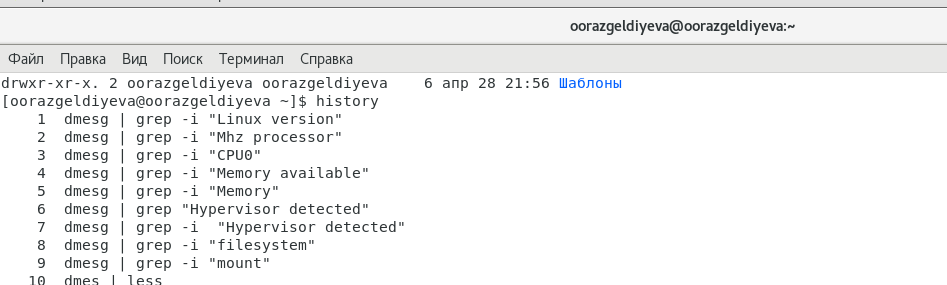 oorazgeldiyeva@oorazgeldiyeva:~
Файл Правка Вид Поиск Терминал Справка
drwxr-xr-x. 2 oorazgeldiyeva oorazgeldiyeva    6 апр 28 21:56 Шаблоны
[oorazgeldiyeva@oorazgeldiyeva ~]$ history
    1  dmesg | grep -i "Linux version"
    2  dmesg | grep -i "Mhz processor"
    3  dmesg | grep -i "CPU0"
    4  dmesg | grep -i "Memory available"
    5  dmesg | grep -i "Memory"
    6  dmesg | grep "Hypervisor detected"
    7  dmesg | grep -i  "Hypervisor detected"
    8  dmesg | grep -i "filesystem"
    9  dmesg | grep -i "mount"
   10  dmes | less